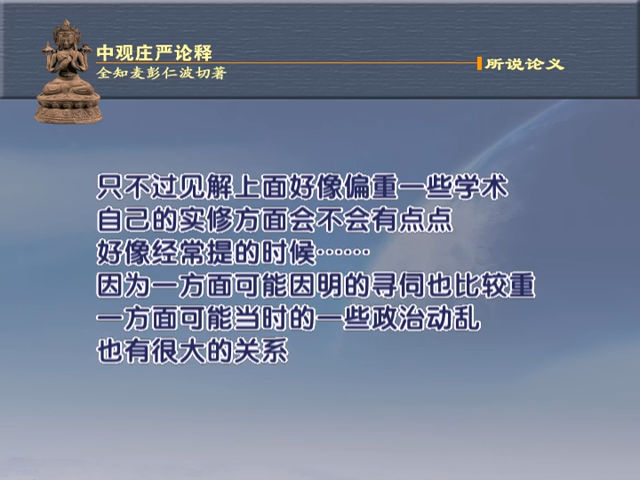 中观庄严论释
全知麦彭仁波切著
所说论义
只不过见解上面好像偏重一些学术
自己的实修方面会不会有点点
好像经常提的时候……
因为一方面可能因明的寻伺也比较重
一方面可能当时的一些政治动乱
也有很大的关系